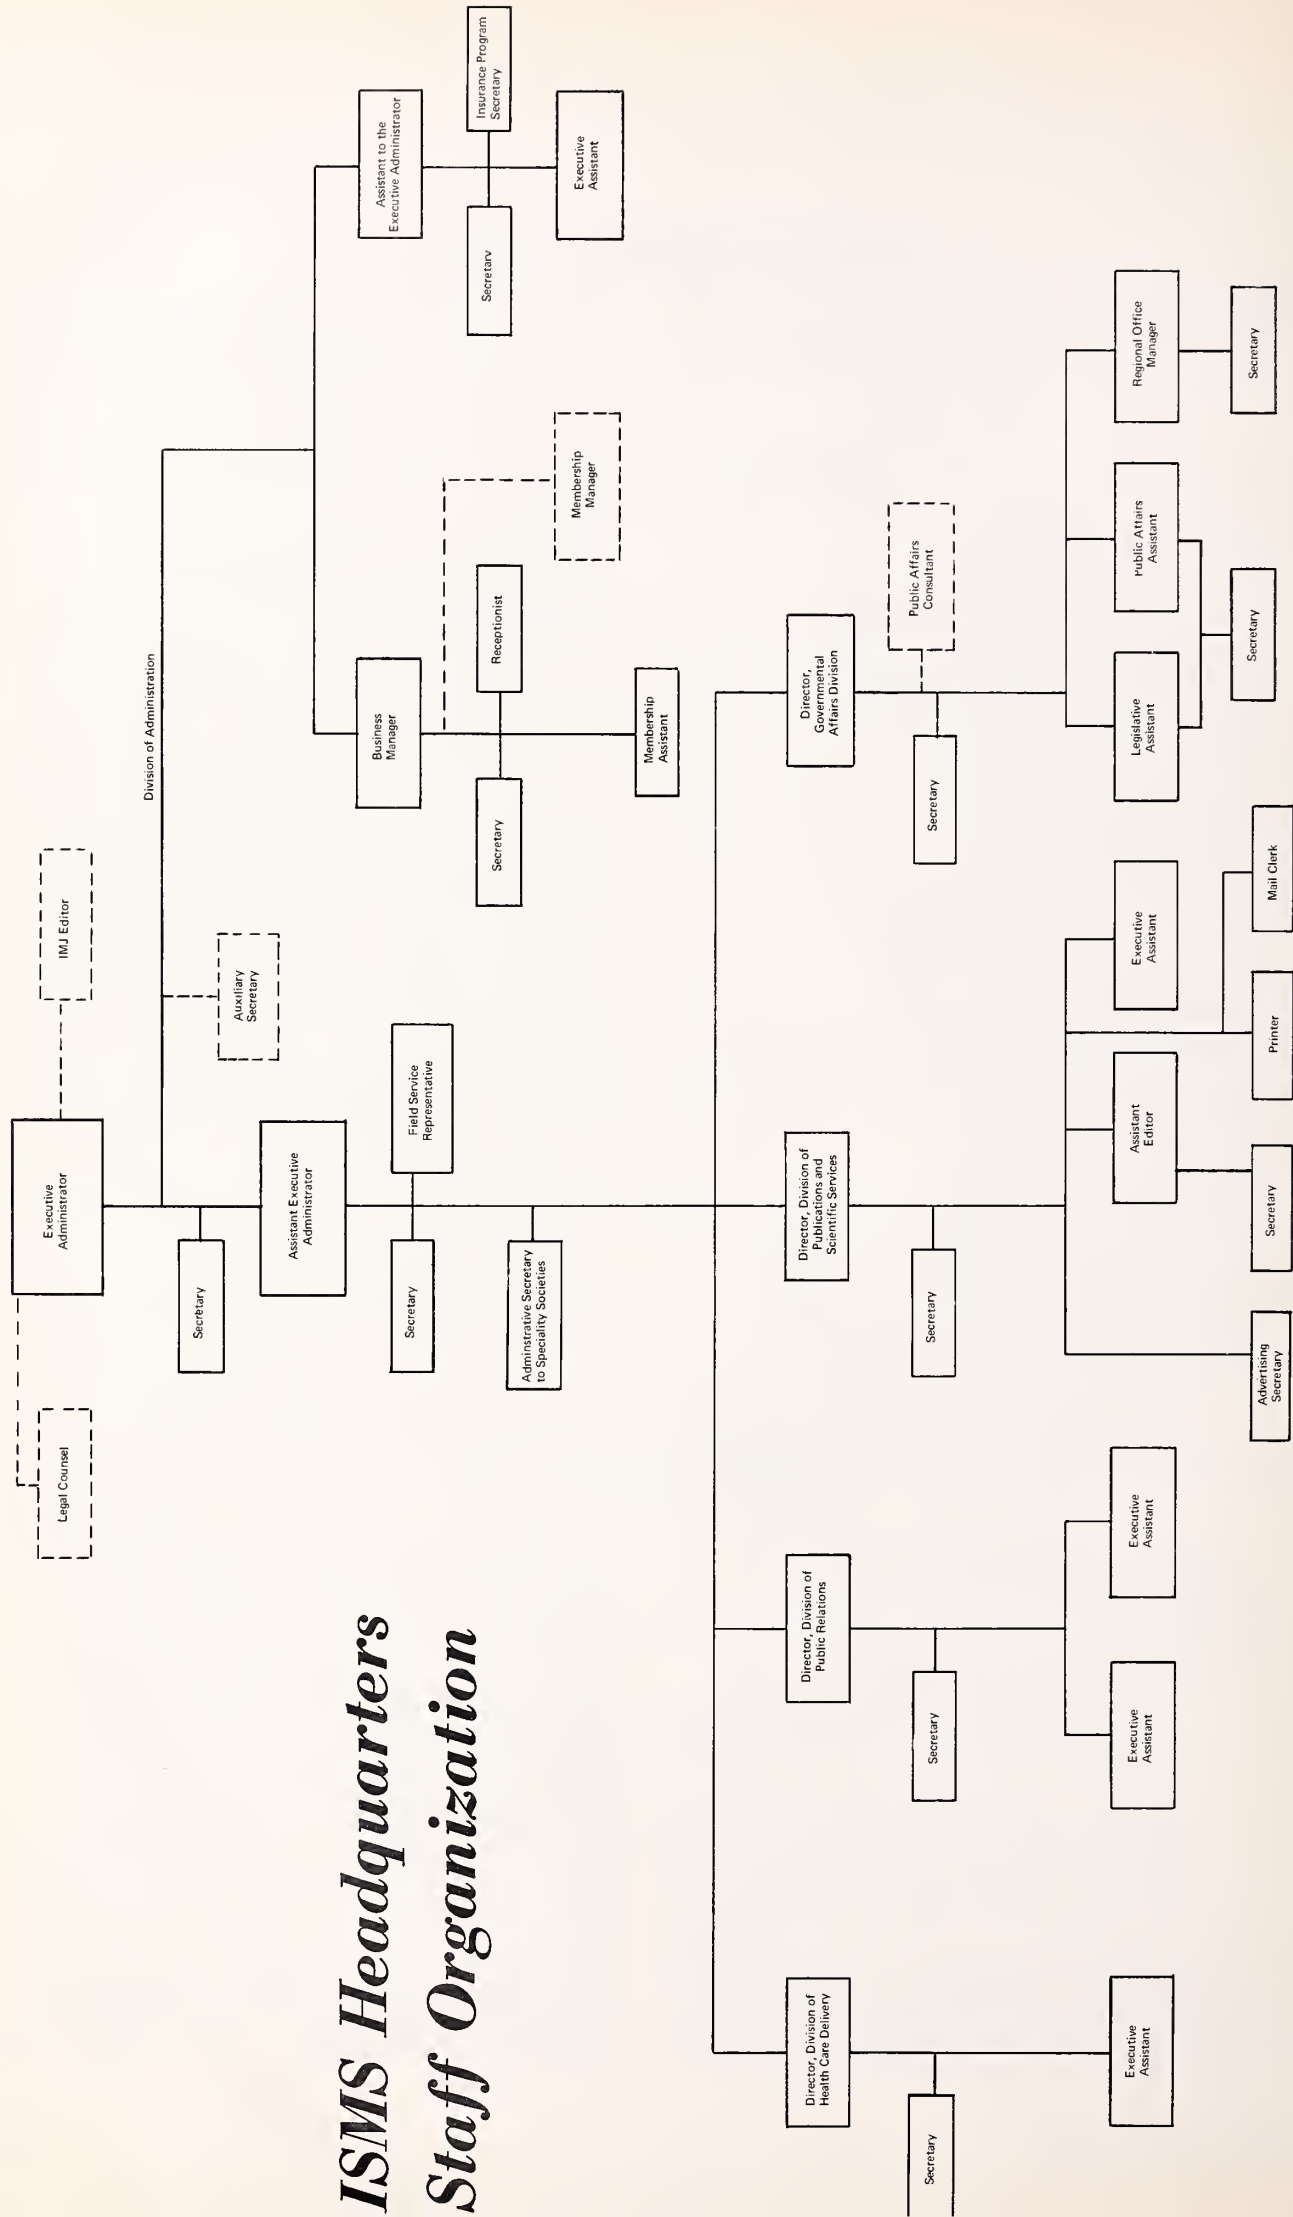 ISMS Headquarters
Staff Organization
Legal Counsel
Executive
Administrator
IMJ Editor
Division of Administration
Secretary
Auxiliary
Secretary
Assistant Executive
Administrator
Secretary
Field Service
Representative
Adminstrative Secretary
to Speciality Societies
Business
Manager
Secretary
Receptionist
Membership
Manager
Membership
Assistant
Assistant to the
Executive Administrator
Secretary
Insurance Program
Secretary
Executive
Assistant
Director, Division of
Health Care Delivery
Secretary
Executive
Assistant
Director, Division of
Public Relations
Secretary
Executive
Assistant
Executive
Assistant
Director, Division of
Publications and
Scientific Services
Secretary
Advertising
Secretary
Assistant
Editor
Secretary
Printer
Mail Clerk
Executive
Assistant
Director,
Governmental
Affairs Division
Secretary
Public Affairs
Consultant
Legislative
Assistant
Public Affairs
Assistant
Secretary
Regional Office
Manager
Secretary